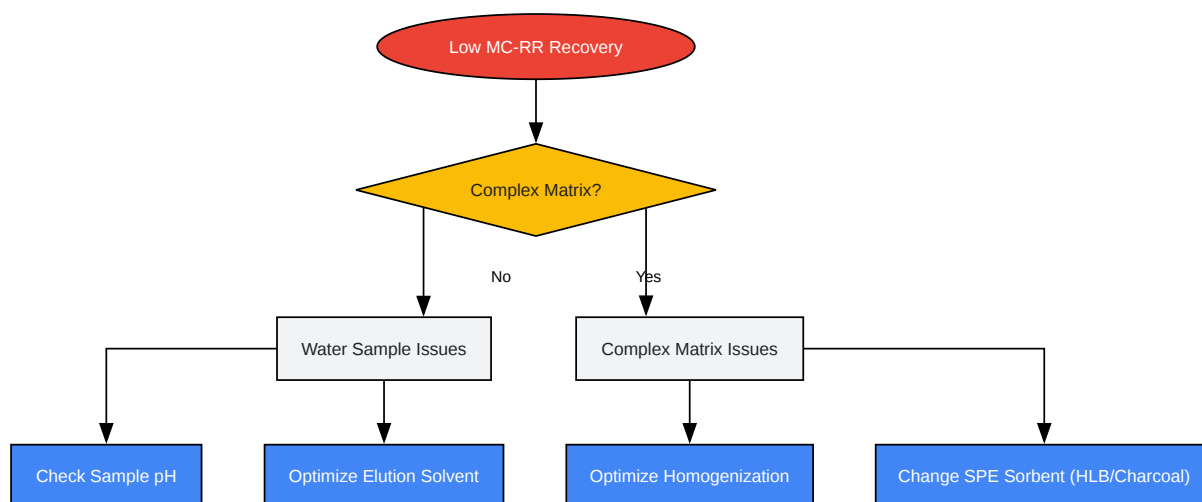 Low MC-RR Recovery
Complex Matrix?
No
Yes
Water Sample Issues
Complex Matrix Issues
Check Sample pH
Optimize Elution Solvent
Optimize Homogenization
Change SPE Sorbent (HLB/Charcoal)